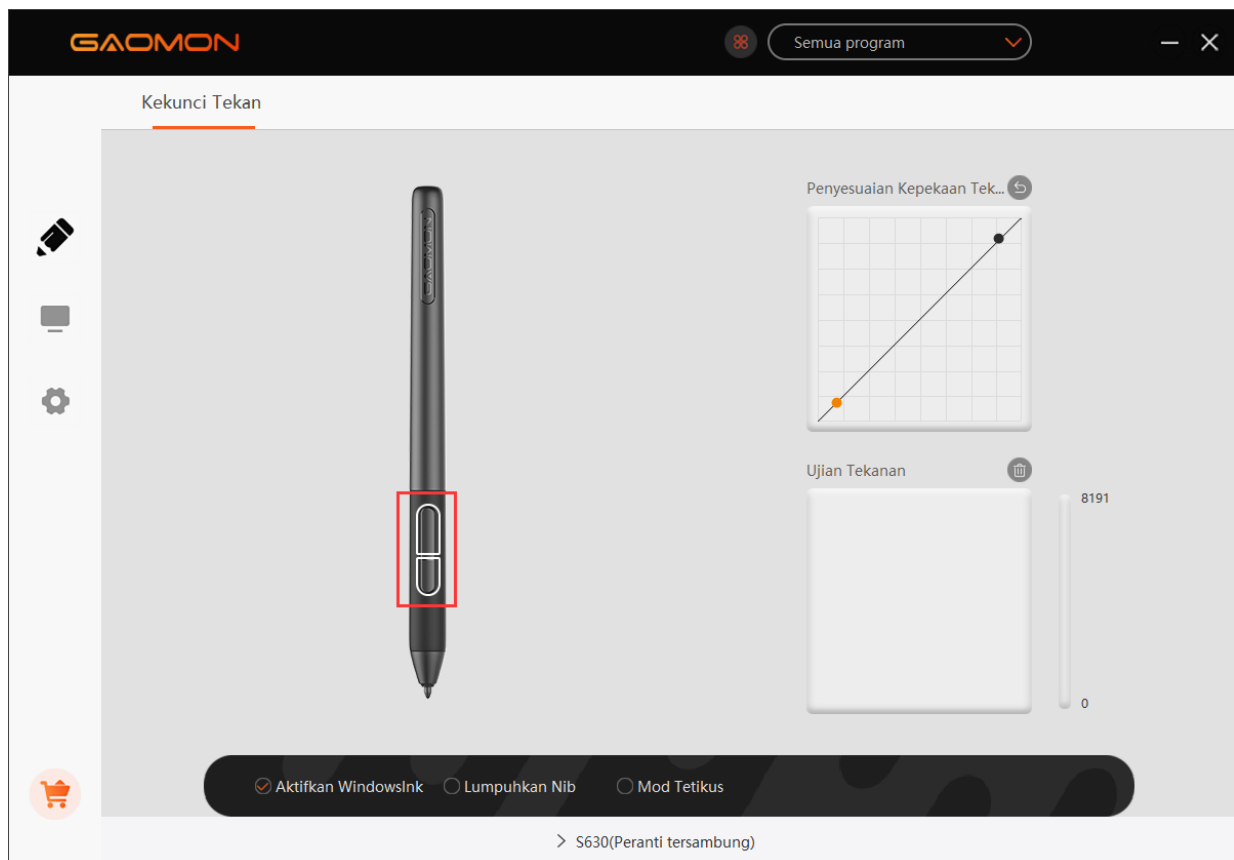 GAOMON
Semua program
Kekunci Tekan
GAOMON
Penyesuaian Kepekaan Tek...
Ujian Tekanan
8191
0
Aktifkan WindowsInk
Lumpuhkan Nib
Mod Tetikus
S630(Peranti tersambung)